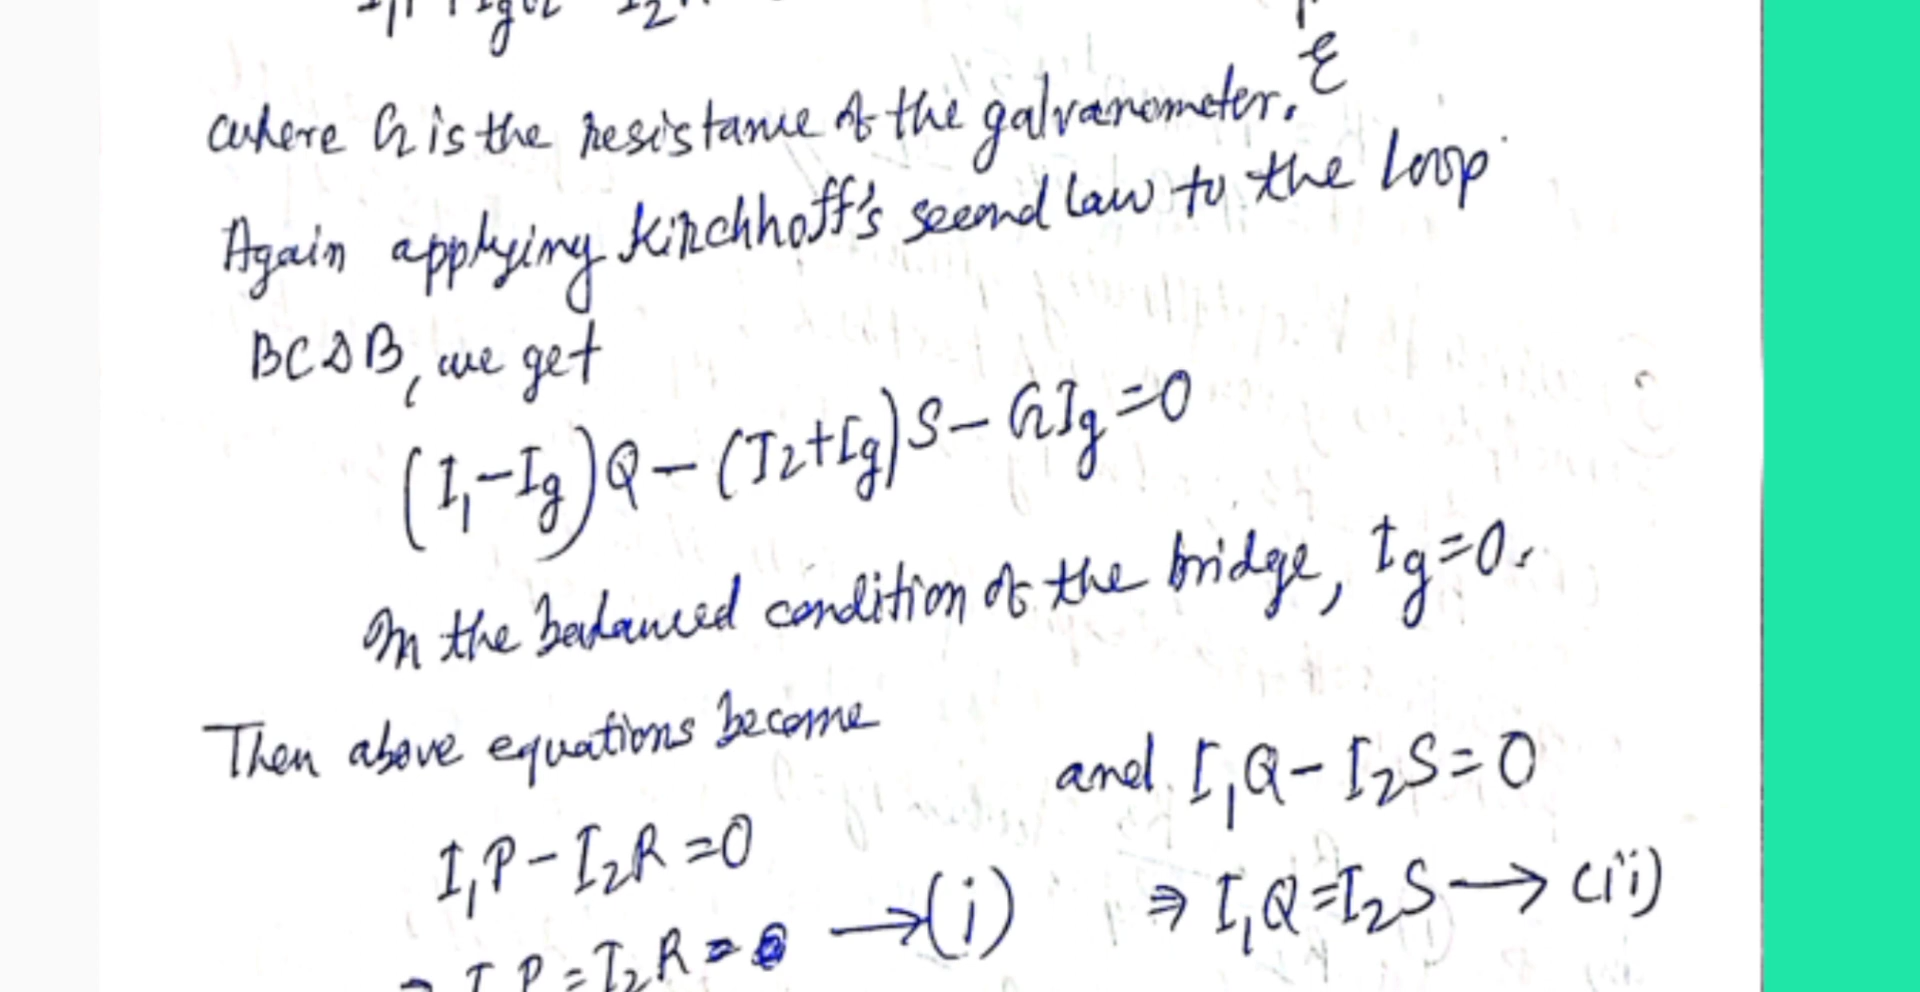 ε
where G is the resistance of the galvanometer.
Again applying Kirchhoff's second law to the loop
BCDB, we get
(I₁-Ig)Q-(I₂+Ig)S-GIg=0
In the balanced condition of the bridge, Ig=0.
Then above equations become
I₁P-I₂R=0
and I₁Q-I₂S=0
⇒ I₁P=I₂R →(i)
⇒ I₁Q=I₂S → (ii)